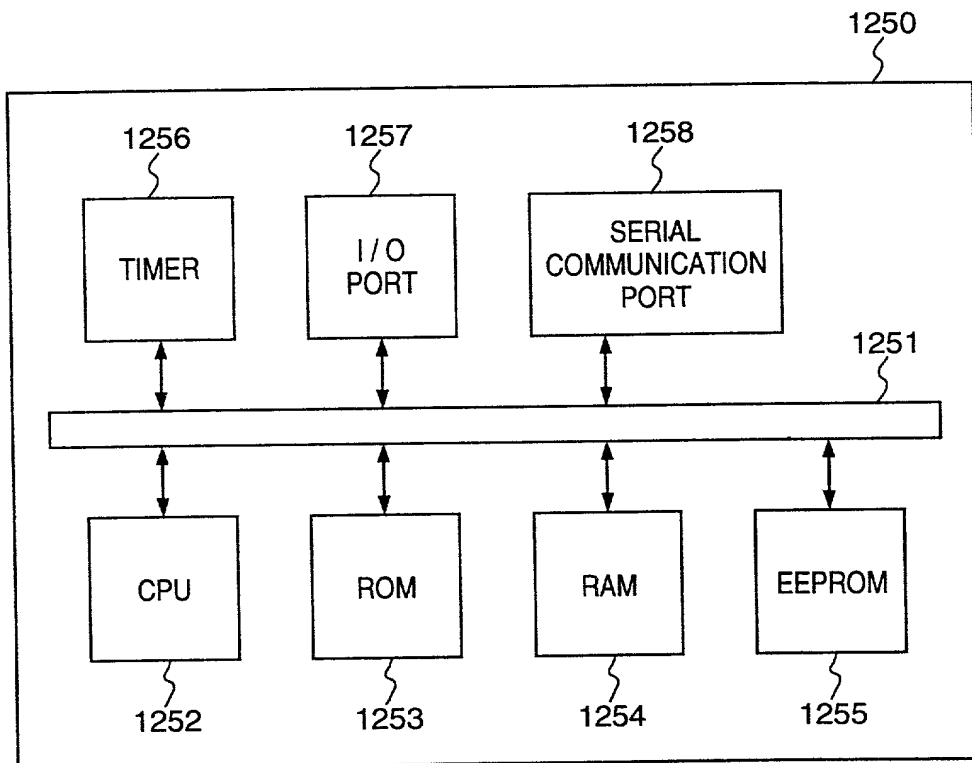 1250
1256
1257
1258
TIMER
I / O
PORT
SERIAL
COMMUNICATION
PORT
1251
CPU
ROM
RAM
EEPROM
1252
1253
1254
1255